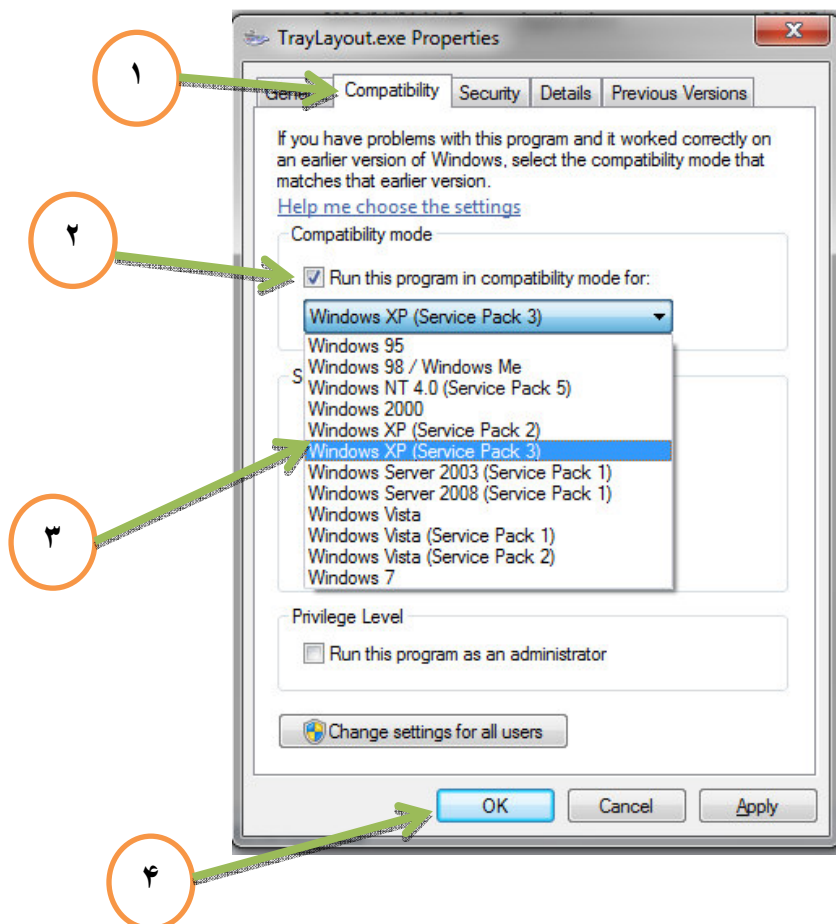 TrayLayout.exe Properties
۱
General Compatibility Security Details Previous Versions
If you have problems with this program and it worked correctly on
an earlier version of Windows, select the compatibility mode that
matches that earlier version.
Help me choose the settings
۲
Compatibility mode
Run this program in compatibility mode for:
Windows XP (Service Pack 3)
Windows 95
Windows 98 / Windows Me
S
Windows NT 4.0 (Service Pack 5)
Windows 2000
Windows XP (Service Pack 2)
Windows XP (Service Pack 3)
Windows Server 2003 (Service Pack 1)
Windows Server 2008 (Service Pack 1)
۳
Windows Vista
Windows Vista (Service Pack 1)
Windows Vista (Service Pack 2)
Windows 7
Privilege Level
Run this program as an administrator
Change settings for all users
OK Cancel Apply
۴